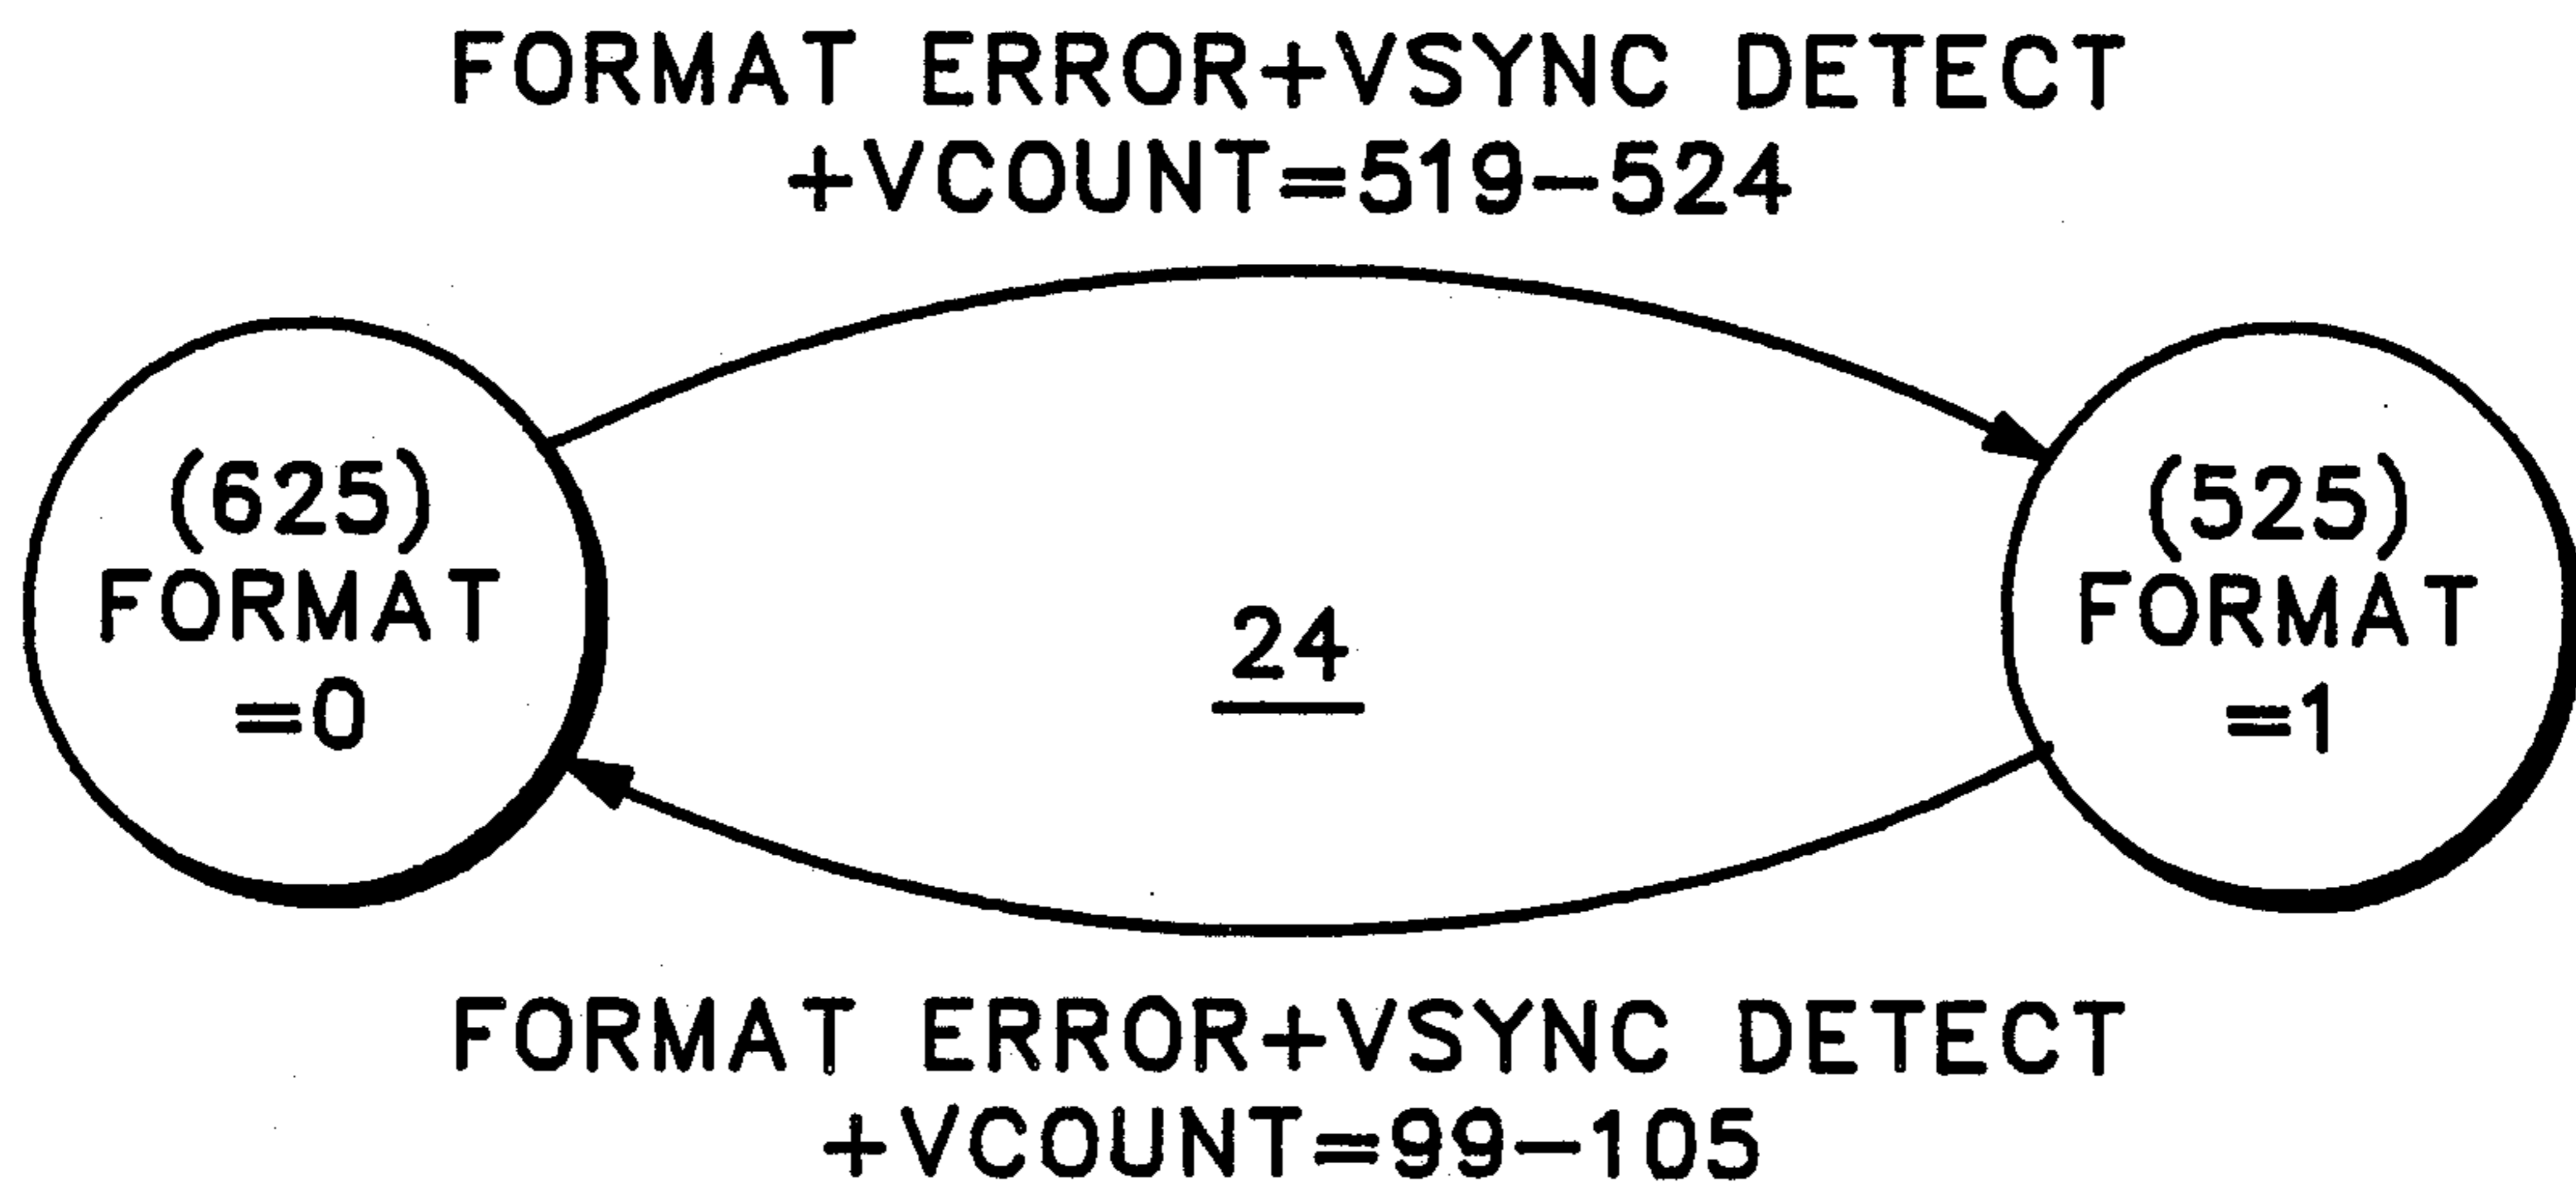 FORMAT ERROR+VSYNC DETECT
+VCOUNT=519-524
(625)
FORMAT
=0
24
(525)
FORMAT
=1
FORMAT ERROR+VSYNC DETECT
+VCOUNT=99-105